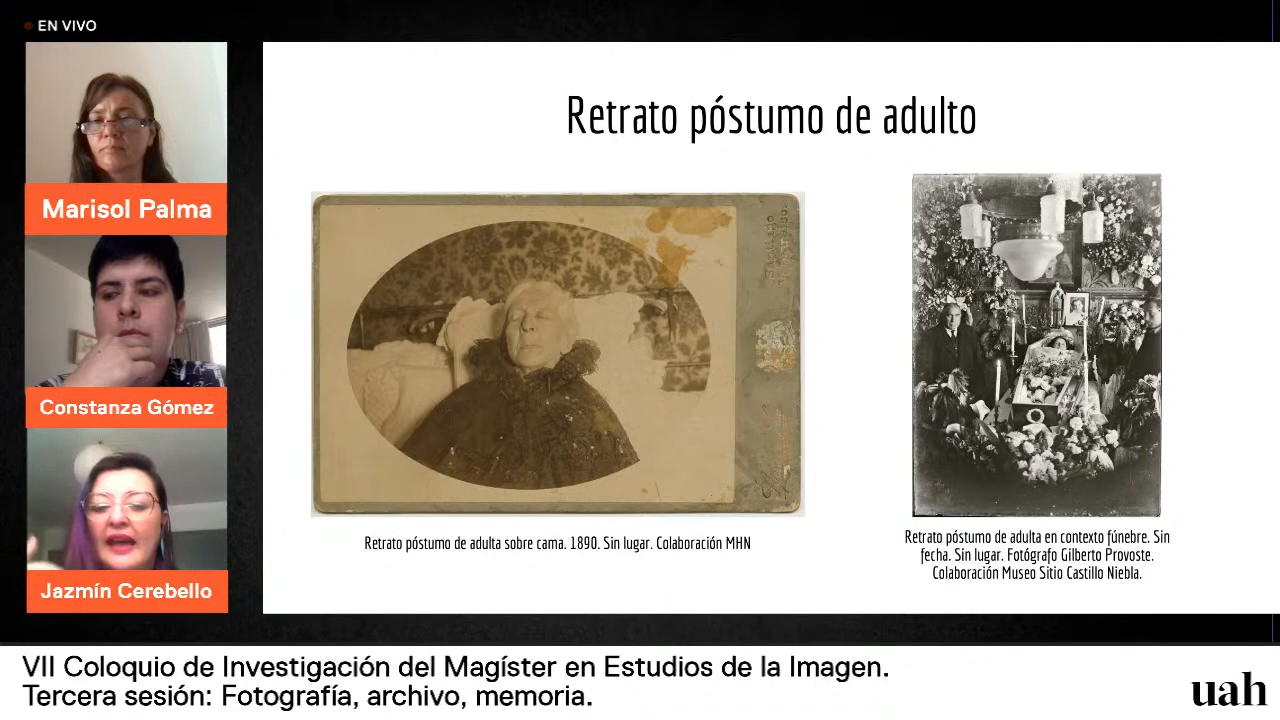 EN VIVO
Marisol Palma
Constanza Gómez
Jazmín Cerebello
Retrato póstumo de adulto
Retrato póstumo de adulta sobre cama. 1890. Sin lugar. Colaboración MHN
Retrato póstumo de adulta en contexto fúnebre. Sin
fecha. Sin lugar. Fotógrafo Gilberto Provoste.
Colaboración Museo Sitio Castillo Niebla.
VII Coloquio de Investigación del Magíster en Estudios de la Imagen.
Tercera sesión: Fotografía, archivo, memoria.
uah